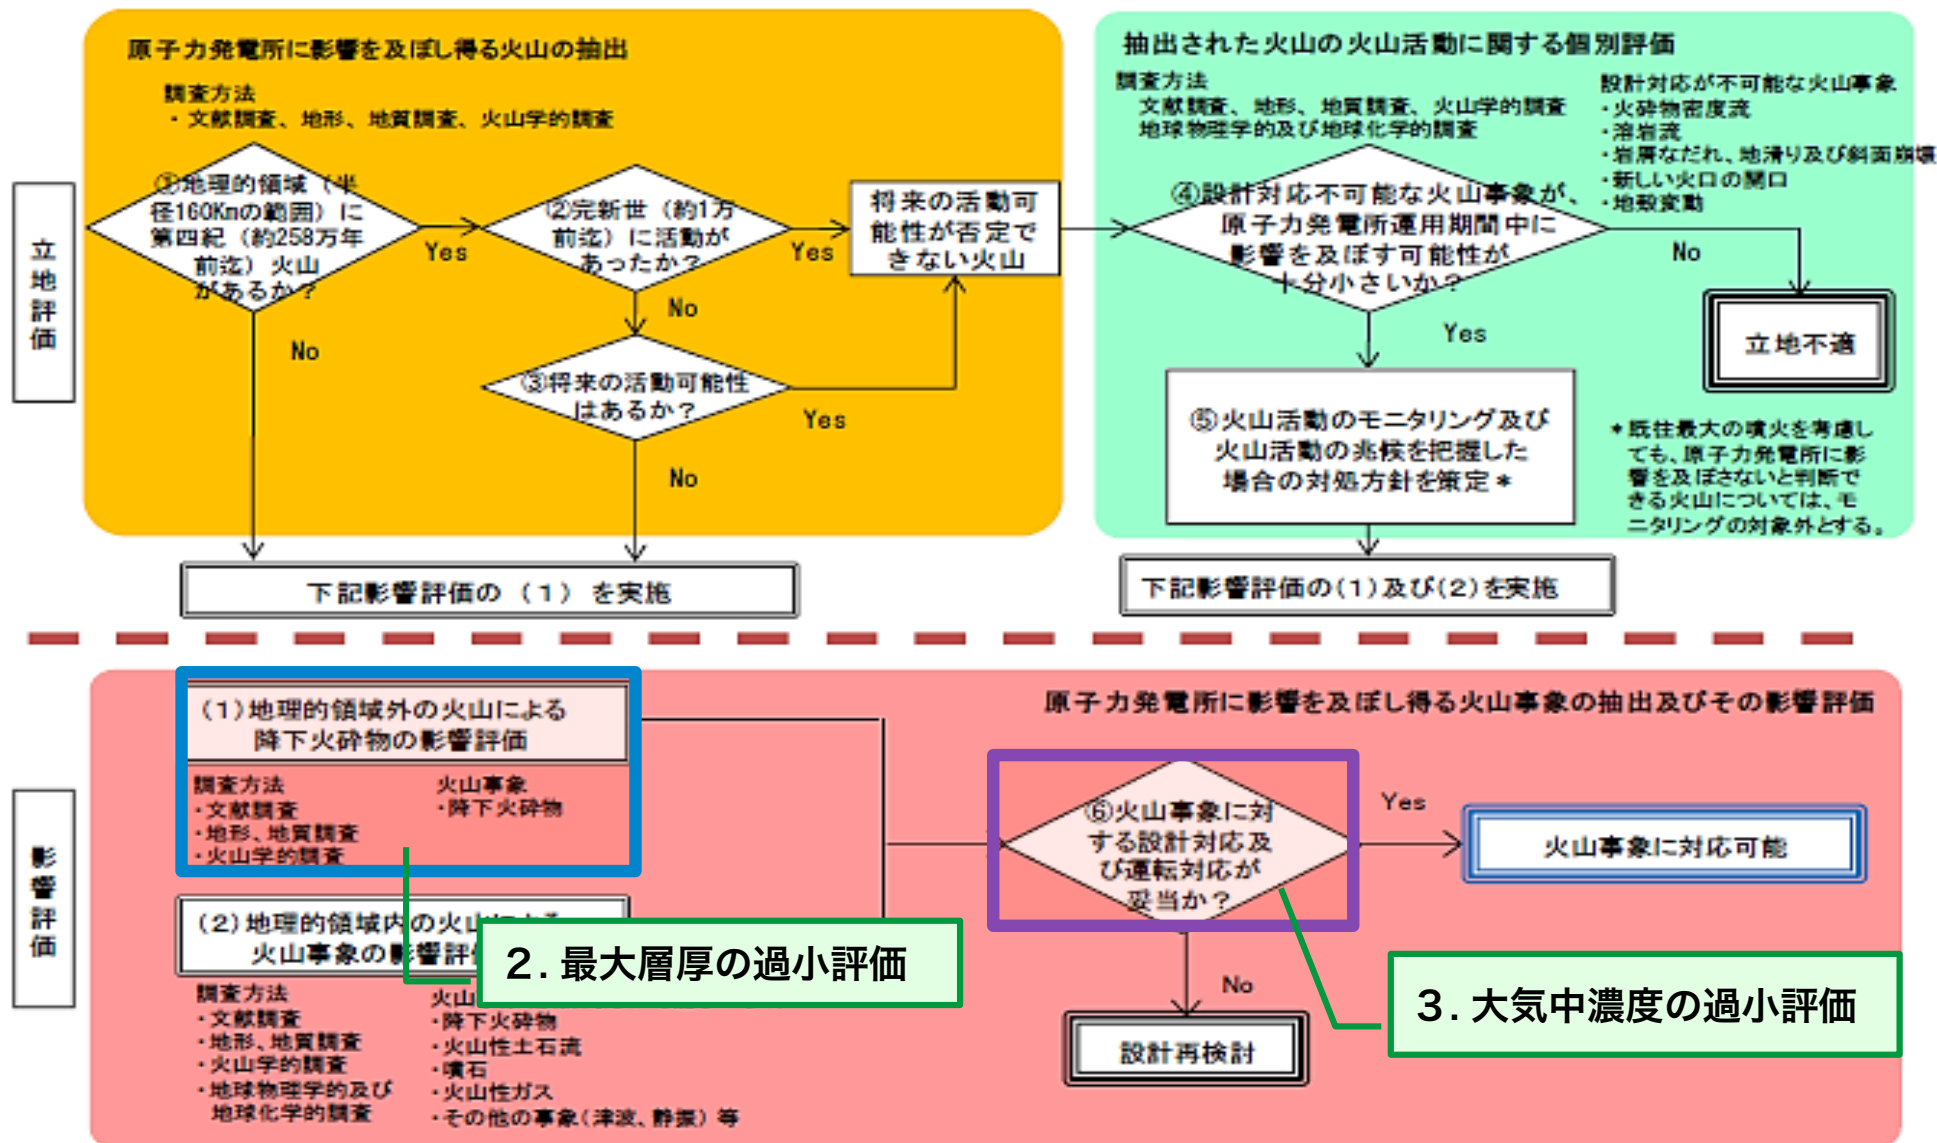 原子力発電所に影響を及ぼし得る火山の抽出
調査方法
・文献調査、地形、地質調査、火山学的調査
立地評価
①地理的領域（半
径160Kmの範囲）に
第四紀（約258万年
前迄）火山
があるか？
Yes
No
②完新世（約1万
前迄）に活動が
あったか？
Yes
No
将来の活動可
能性が否定で
きない火山
③将来の活動可能性
はあるか？
Yes
No
下記影響評価の（１）を実施
抽出された火山の火山活動に関する個別評価
調査方法
文献調査、地形、地質調査、火山学的調査
地球物理学的及び地球化学的調査
設計対応が不可能な火山事象
・火砕物密度流
・溶岩流
・岩屑なだれ、地滑り及び斜面崩壊
・新しい火口の開口
・地殻変動
④設計対応不可能な火山事象が、
原子力発電所運用期間中に
影響を及ぼす可能性が
十分小さいか？
No
Yes
立地不適
⑤火山活動のモニタリング及び
火山活動の兆候を把握した
場合の対処方針を策定＊
＊既往最大の噴火を考慮し
ても、原子力発電所に影
響を及ぼさないと判断で
きる火山については、モ
ニタリングの対象外とする。
下記影響評価の(１)及び(２)を実施
影響評価
原子力発電所に影響を及ぼし得る火山事象の抽出及びその影響評価
(１)地理的領域外の火山による
降下火砕物の影響評価
調査方法
・文献調査
・地形、地質調査
・火山学的調査
火山事象
・降下火砕物
(２)地理的領域内の火山による
火山事象の影響評
調査方法
・文献調査
・地形、地質調査
・火山学的調査
・地球物理学的及び
地球化学的調査
火山
・降下火砕物
・火山性土石流
・噴石
・火山性ガス
・その他の事象(津波、静振)等
２. 最大層厚の過小評価
⑥火山事象に対
する設計対応及
び運転対応が
妥当か？
Yes
火山事象に対応可能
No
設計再検討
３. 大気中濃度の過小評価